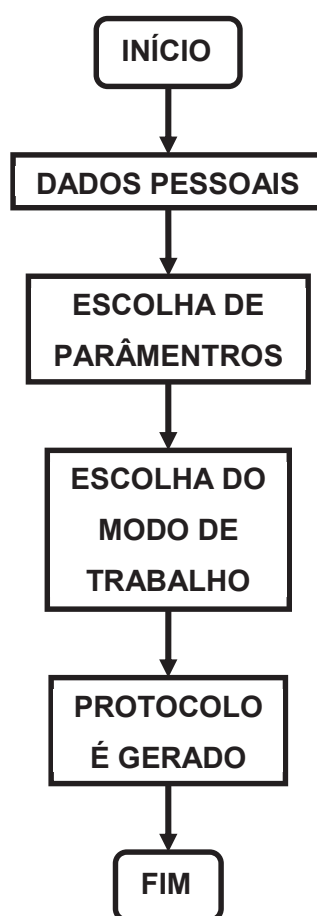 INÍCIO
DADOS PESSOAIS
ESCOLHA DE
PARÂMENTROS
ESCOLHA DO
MODO DE
TRABALHO
PROTOCOLO
É GERADO
FIM